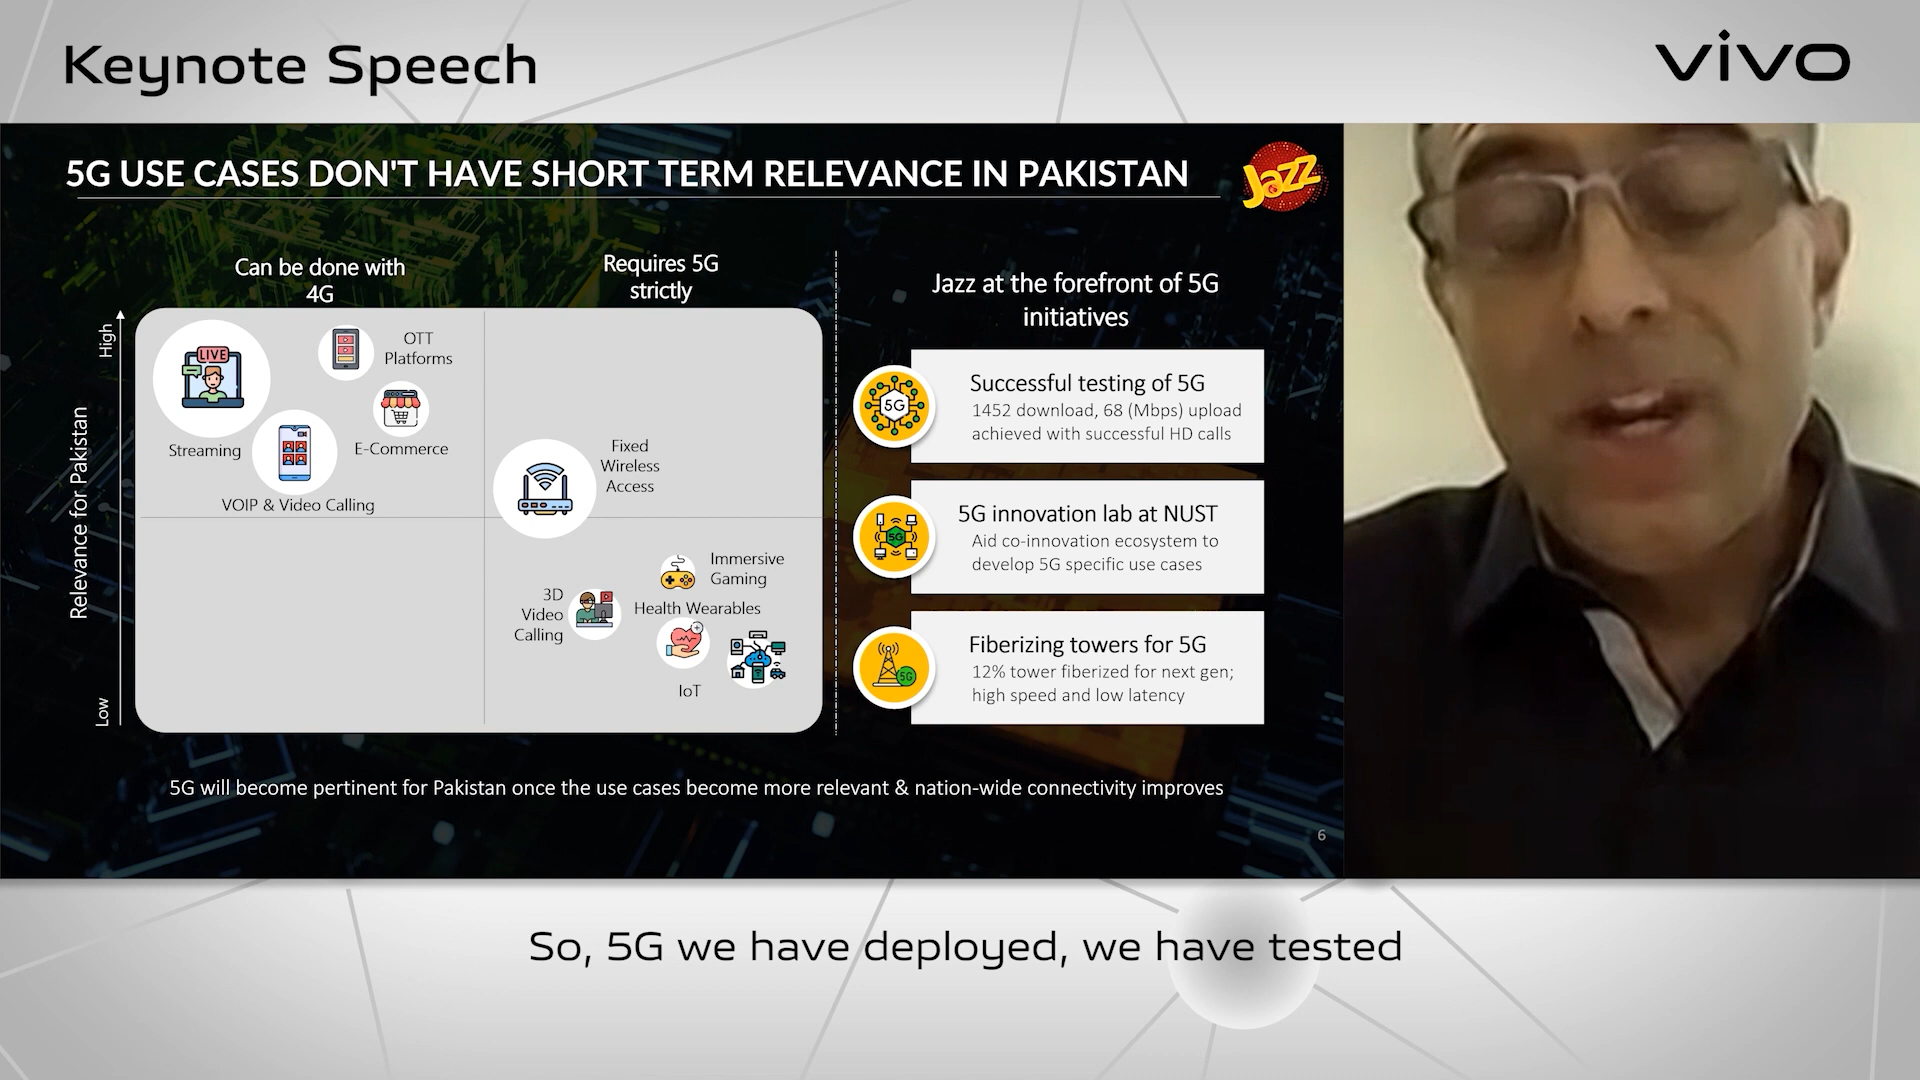 Keynote Speech
vivo
5G USE CASES DON'T HAVE SHORT TERM RELEVANCE IN PAKISTAN
Jazz
Can be done with
4G
Requires 5G
strictly
High
Relevance for Pakistan
Low
LIVE
Streaming
OTT
Platforms
E-Commerce
VOIP & Video Calling
Fixed
Wireless
Access
Immersive
Gaming
3D
Video
Calling
Health Wearables
IoT
Jazz at the forefront of 5G
initiatives
5G
Successful testing of 5G
1452 download, 68 (Mbps) upload
achieved with successful HD calls
5G
5G innovation lab at NUST
Aid co-innovation ecosystem to
develop 5G specific use cases
5G
Fiberizing towers for 5G
12% tower fiberized for next gen;
high speed and low latency
5G will become pertinent for Pakistan once the use cases become more relevant & nation-wide connectivity improves
6
So, 5G we have deployed, we have tested